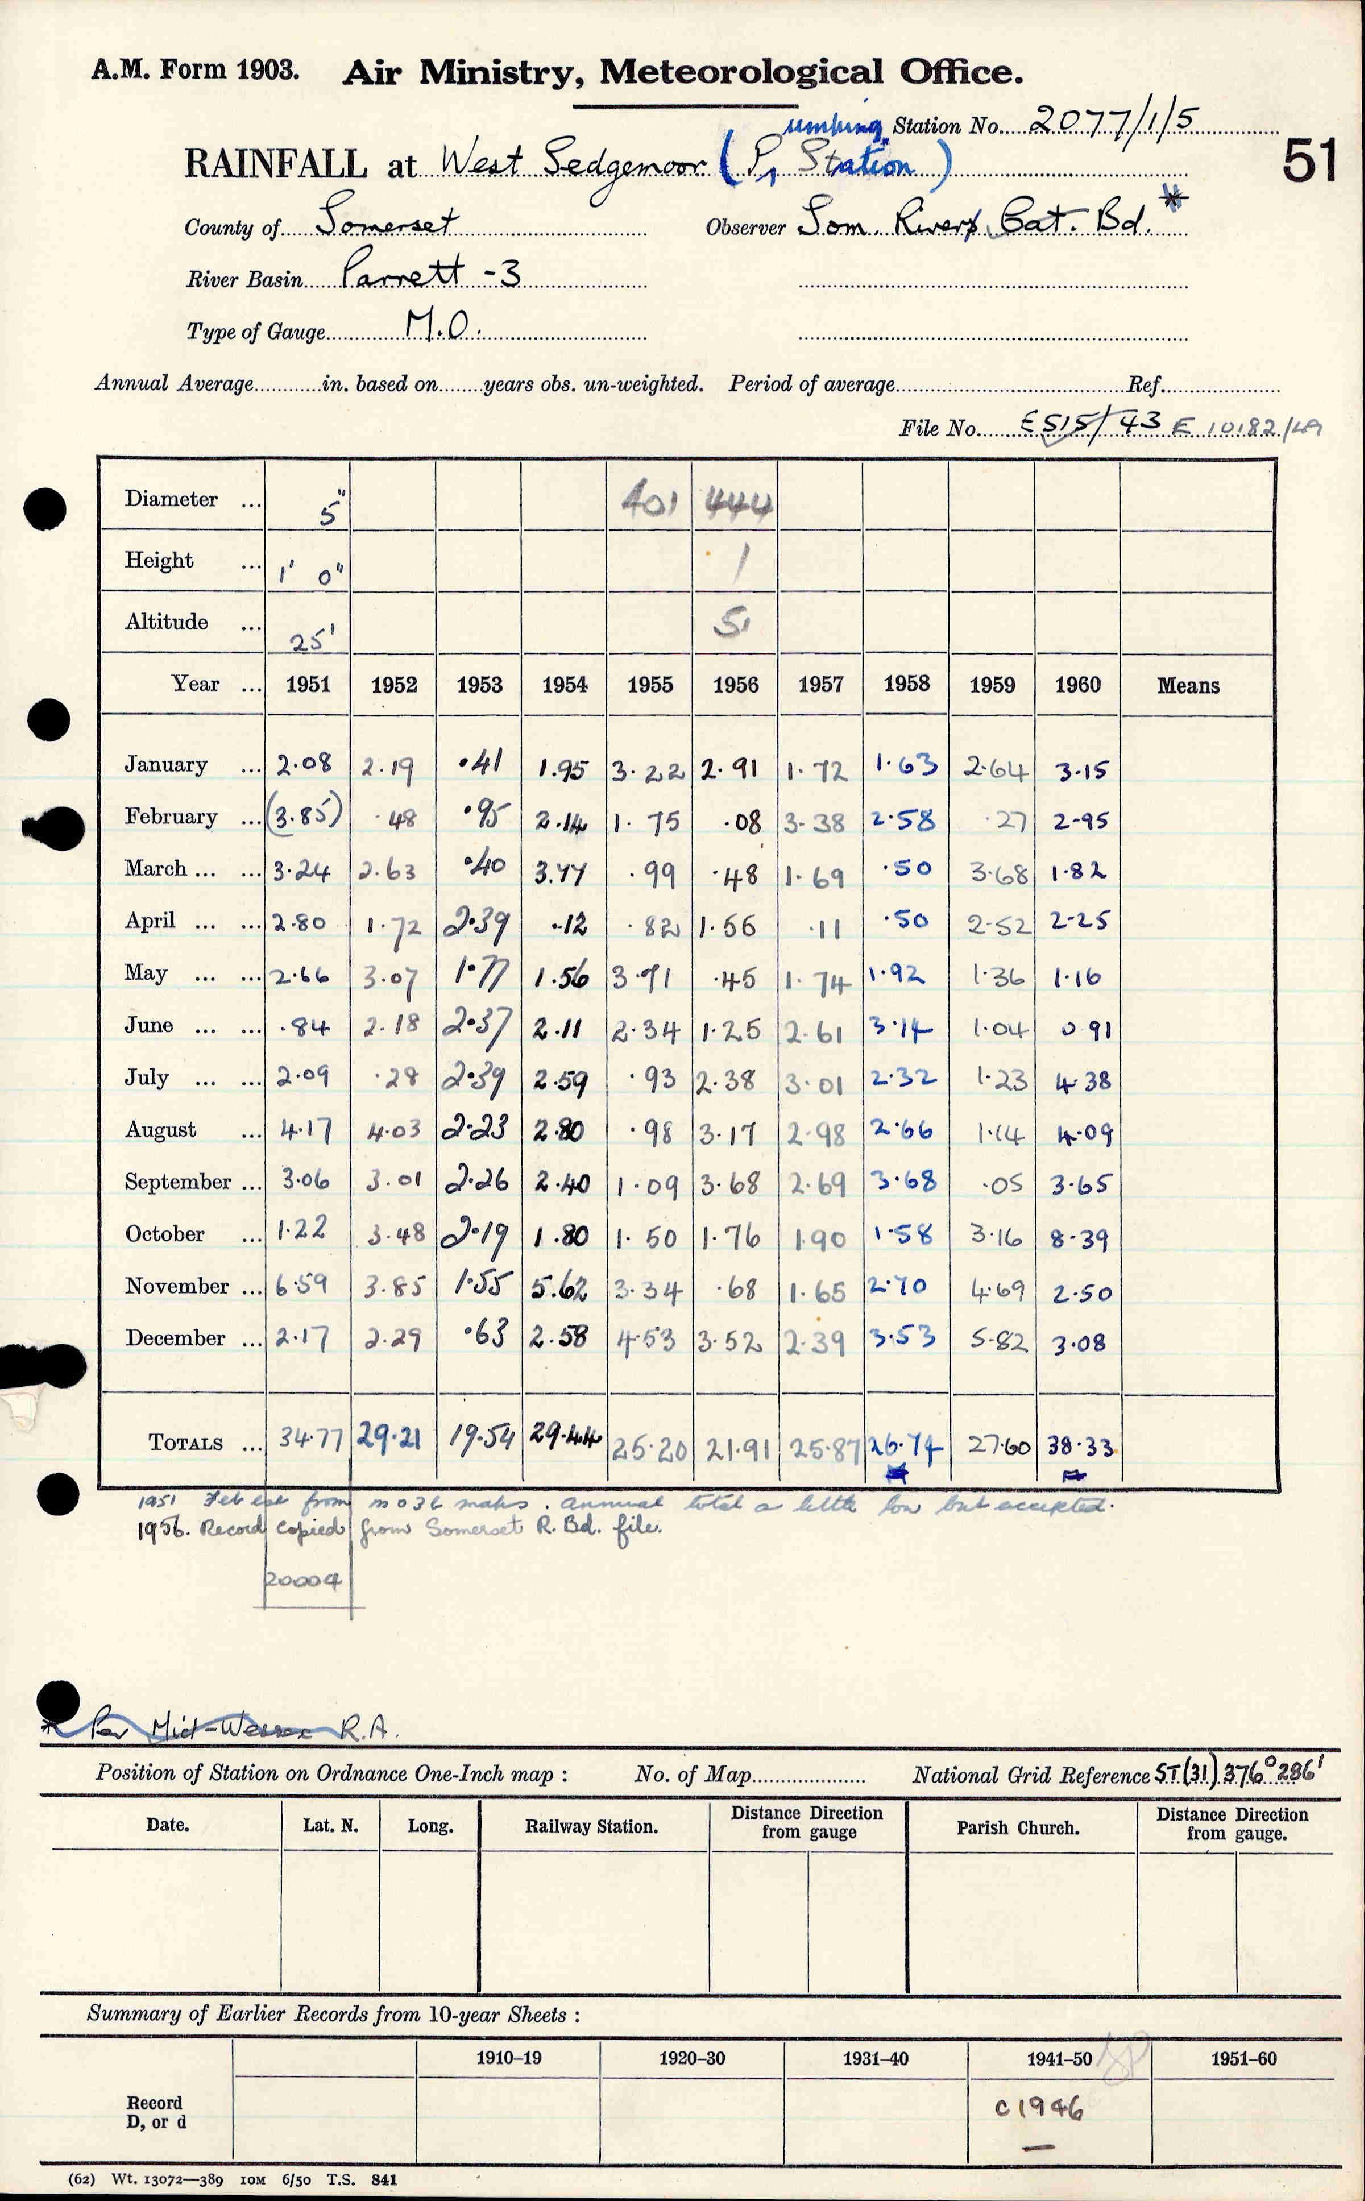 A.M. Form 1903. Air Ministry, Meteorological Office.
umping Station No. 2077/1/5
RAINFALL at West Sedgemoor (P, Station)
51
County of Somerset Observer Som. Rivers Cat. Bd. *
River Basin Parrett -3
Type of Gauge M.O.
Annual Average in. based on years obs. un-weighted. Period of average Ref.
File No. E515/43 E 10182/LA
Diameter ... 5" 401 444
Height ... 1' 0" 1
Altitude ... 25' 5
Year ... 1951 1952 1953 1954 1955 1956 1957 1958 1959 1960 Means
January ... 2.08 2.19 .41 1.95 3.22 2.91 1.72 1.63 2.64 3.15
February ... (3.85) .48 .95 2.14 1.75 .08 3.38 2.58 .27 2.95
March ... ... 3.24 2.63 .40 3.77 .99 .48 1.69 .50 3.68 1.82
April ... ... 2.80 1.72 2.39 .12 .82 1.56 .11 .50 2.52 2.25
May ... ... 2.66 3.07 1.77 1.56 3.71 .45 1.74 1.92 1.36 1.16
June ... ... .84 2.18 2.37 2.11 2.34 1.25 2.61 3.14 1.04 0.91
July ... ... 2.09 .28 2.39 2.59 .93 2.38 3.01 2.32 1.23 4.38
August ... 4.17 4.03 2.23 2.80 .98 3.17 2.98 2.66 1.14 4.09
September ... 3.06 3.01 2.26 2.40 1.09 3.68 2.69 3.68 .05 3.65
October ... 1.22 3.48 2.19 1.80 1.50 1.76 1.90 1.58 3.16 8.39
November ... 6.59 3.85 1.55 5.62 3.34 .68 1.65 2.70 4.69 2.50
December ... 2.17 2.29 .63 2.58 4.53 3.52 2.39 3.53 5.82 3.08
TOTALS ... 34.77 29.21 19.54 29.44 25.20 21.91 25.87 26.74 27.60 38.33
1951 Feb est from mo3b maps. annual total a little low but accepted.
1956. Record copied from Somerset R. Bd. file.
20004
* Per Mid-Wessex R.A.
Position of Station on Ordnance One-Inch map : No. of Map National Grid Reference ST(31) 376⁰ 286'
Date. Lat. N. Long. Railway Station. Distance Direction from gauge Parish Church. Distance Direction from gauge.
Summary of Earlier Records from 10-year Sheets :
1910–19 1920–30 1931–40 1941–50 1951–60
Record D, or d c1946
(62) Wt. 13072—389 10M 6/50 T.S. 841